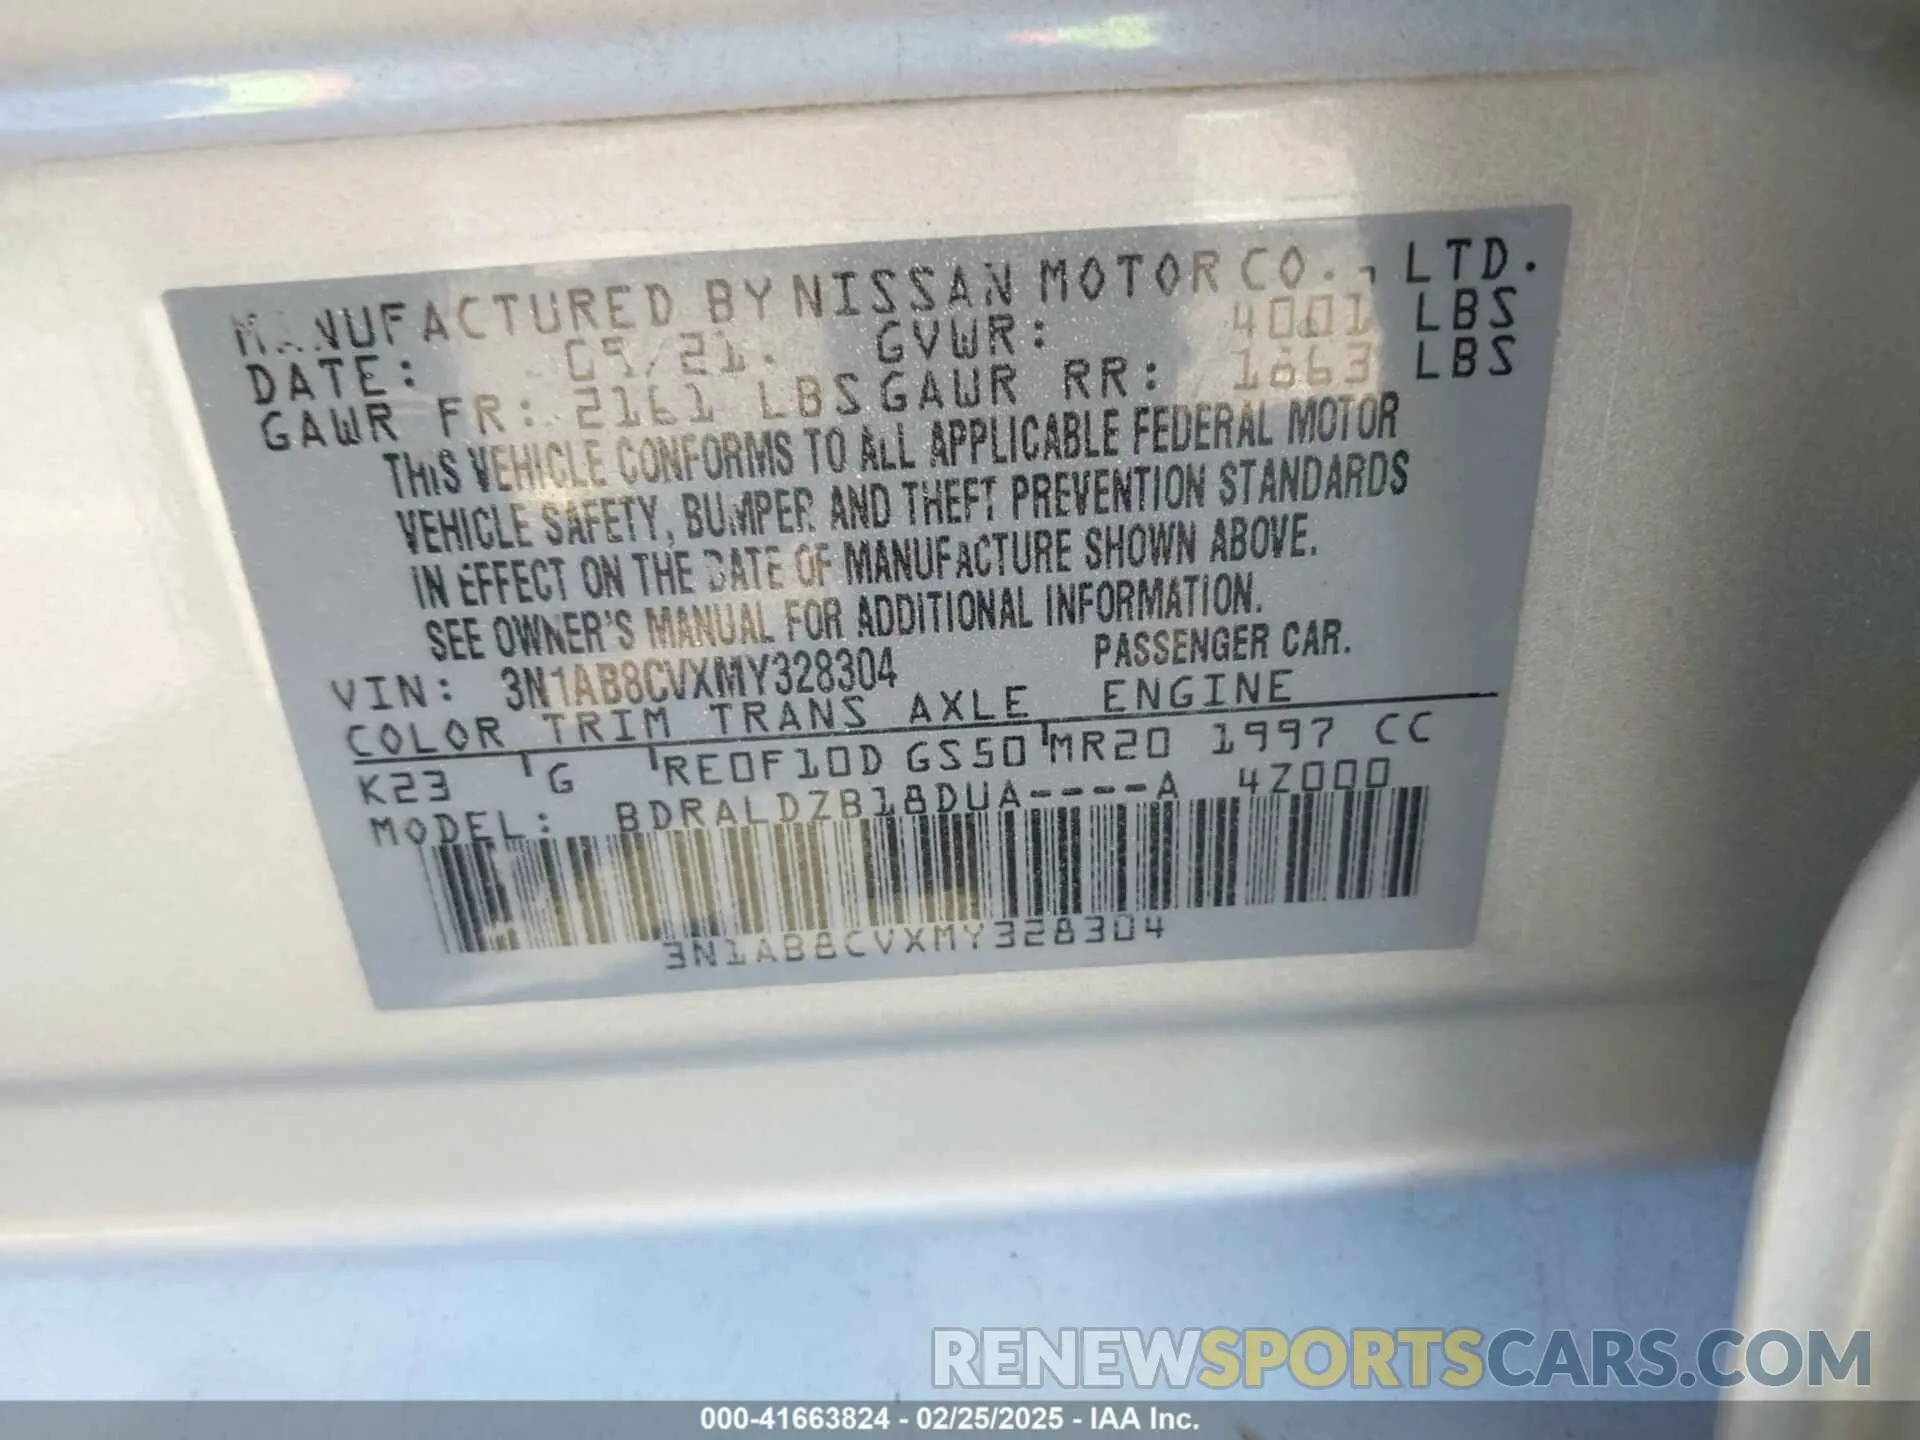 MANUFACTURED BY NISSAN MOTOR CO., LTD.
DATE: 09/21. GVWR: 4001 LBS
GAWR FR: 2161 LBS GAWR RR: 1863 LBS
THIS VEHICLE CONFORMS TO ALL APPLICABLE FEDERAL MOTOR
VEHICLE SAFETY, BUMPER AND THEFT PREVENTION STANDARDS
IN EFFECT ON THE DATE OF MANUFACTURE SHOWN ABOVE.
SEE OWNER'S MANUAL FOR ADDITIONAL INFORMATION.
VIN: 3N1AB8CVXMY328304 PASSENGER CAR.
COLOR TRIM TRANS AXLE ENGINE
K23 G RE0F10D GS50 MR20 1997 CC
MODEL: BDRALDZB18DUA----A 4Z000
3N1AB8CVXMY328304
RENEWSPORTSCARS.COM
000-41663824 - 02/25/2025 - IAA Inc.